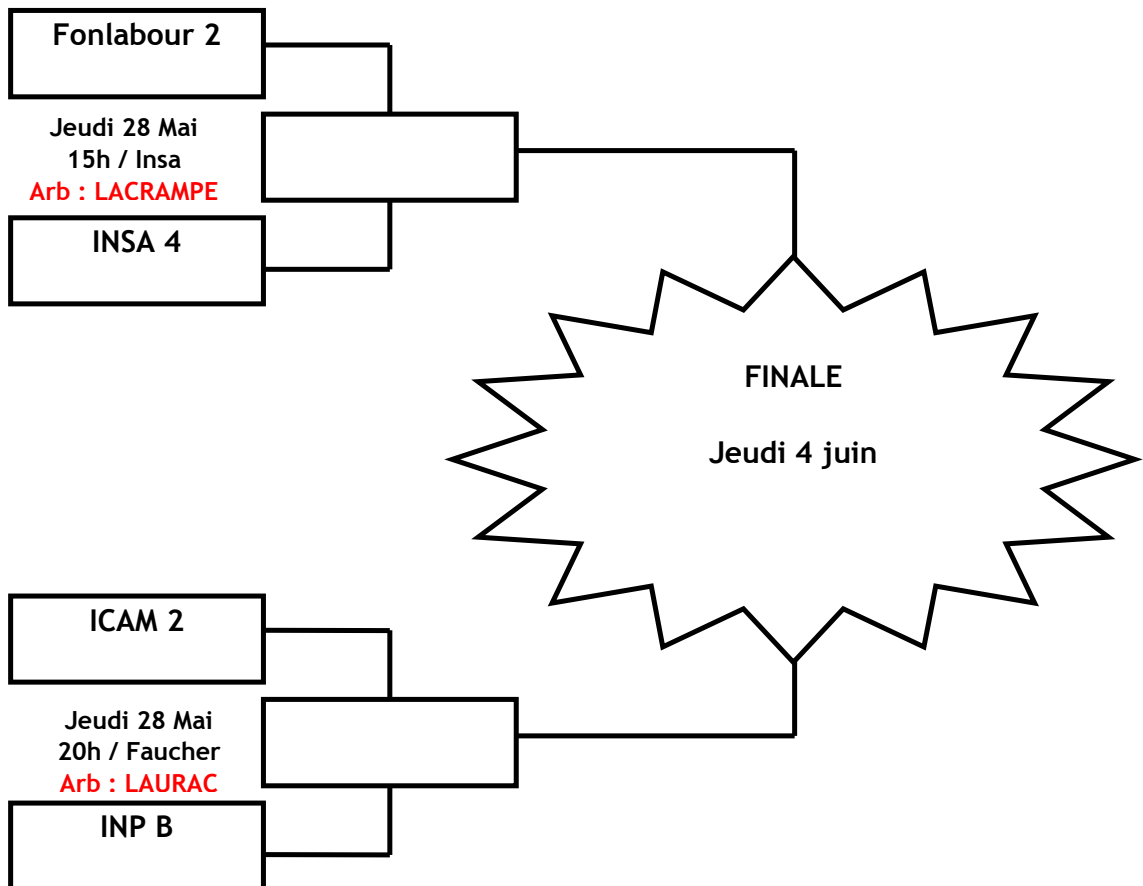 Fonlabour 2
Jeudi 28 Mai
15h / Insa
Arb : LACRAMPE
INSA 4
FINALE
Jeudi 4 juin
ICAM 2
Jeudi 28 Mai
20h / Faucher
Arb : LAURAC
INP B